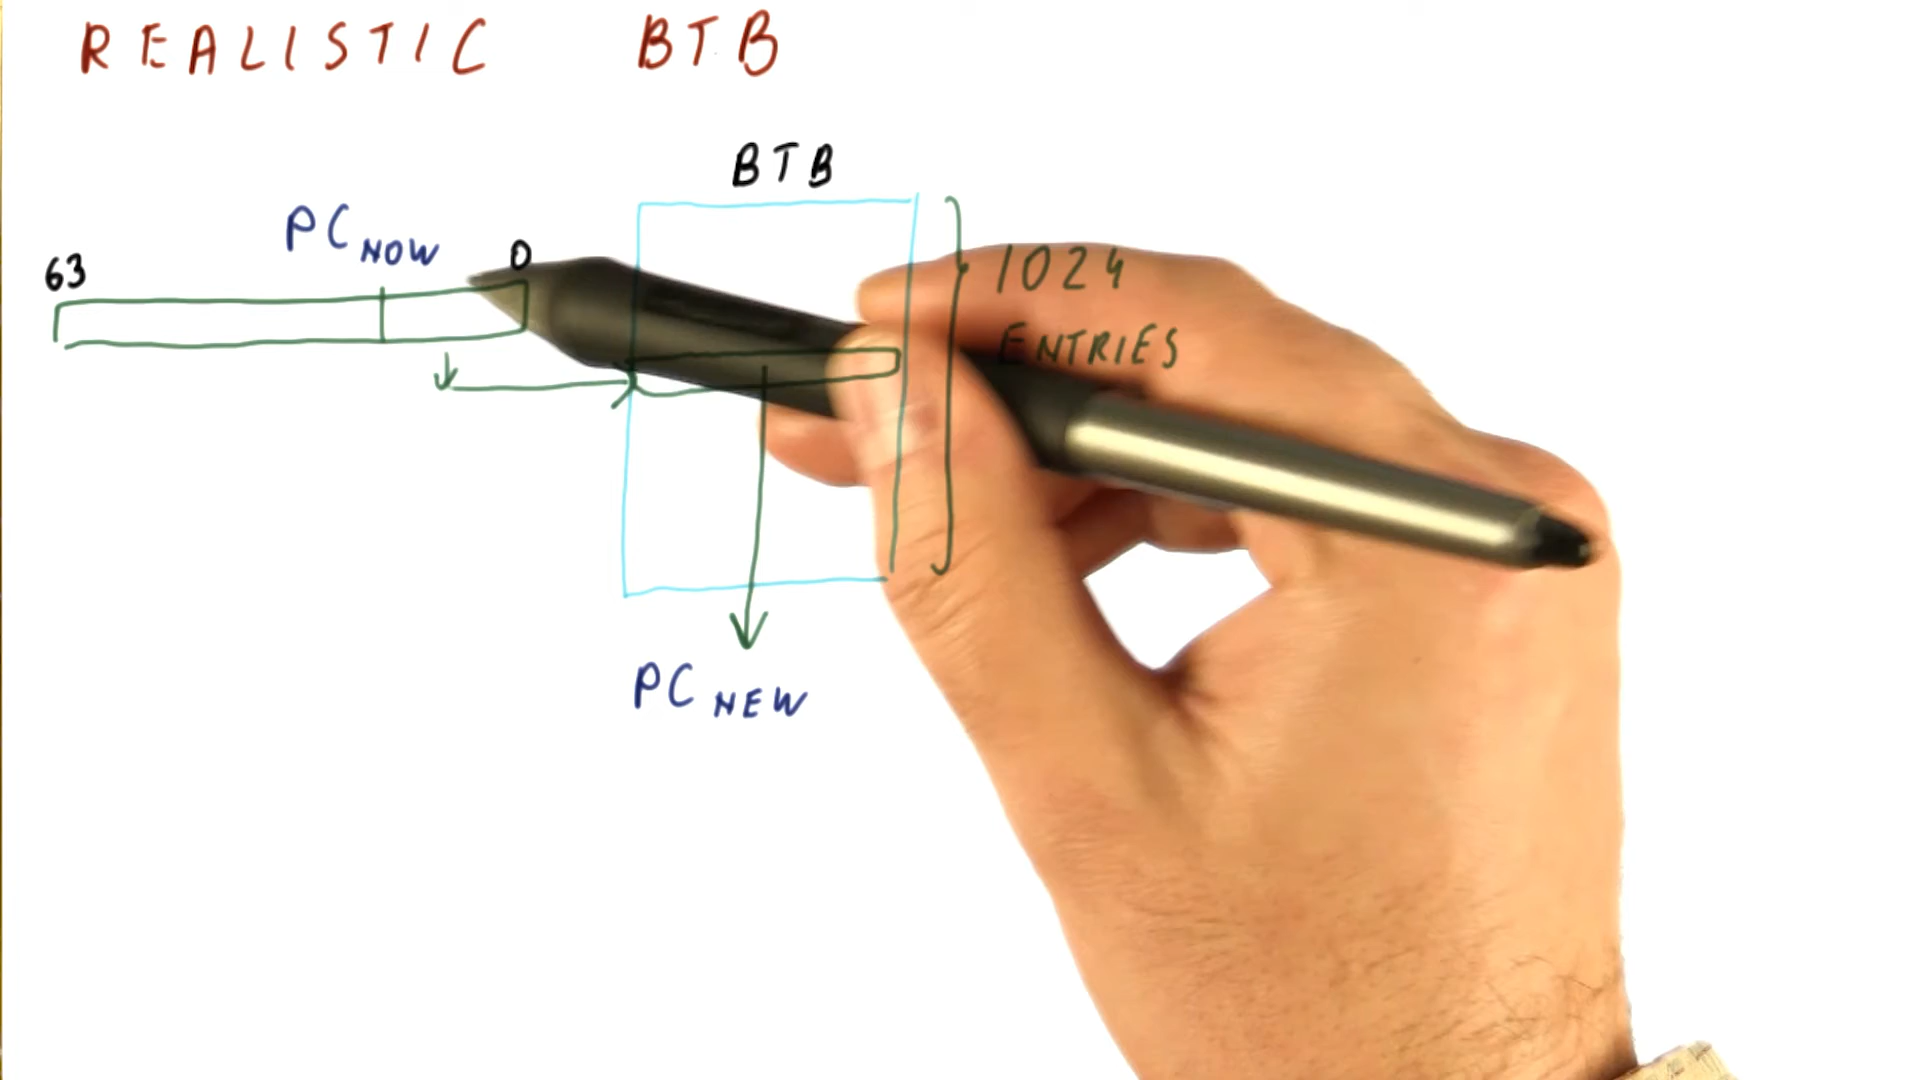 REALISTIC BTB
BTB
PC NOW
63
0
1024
ENTRIES
PC NEW